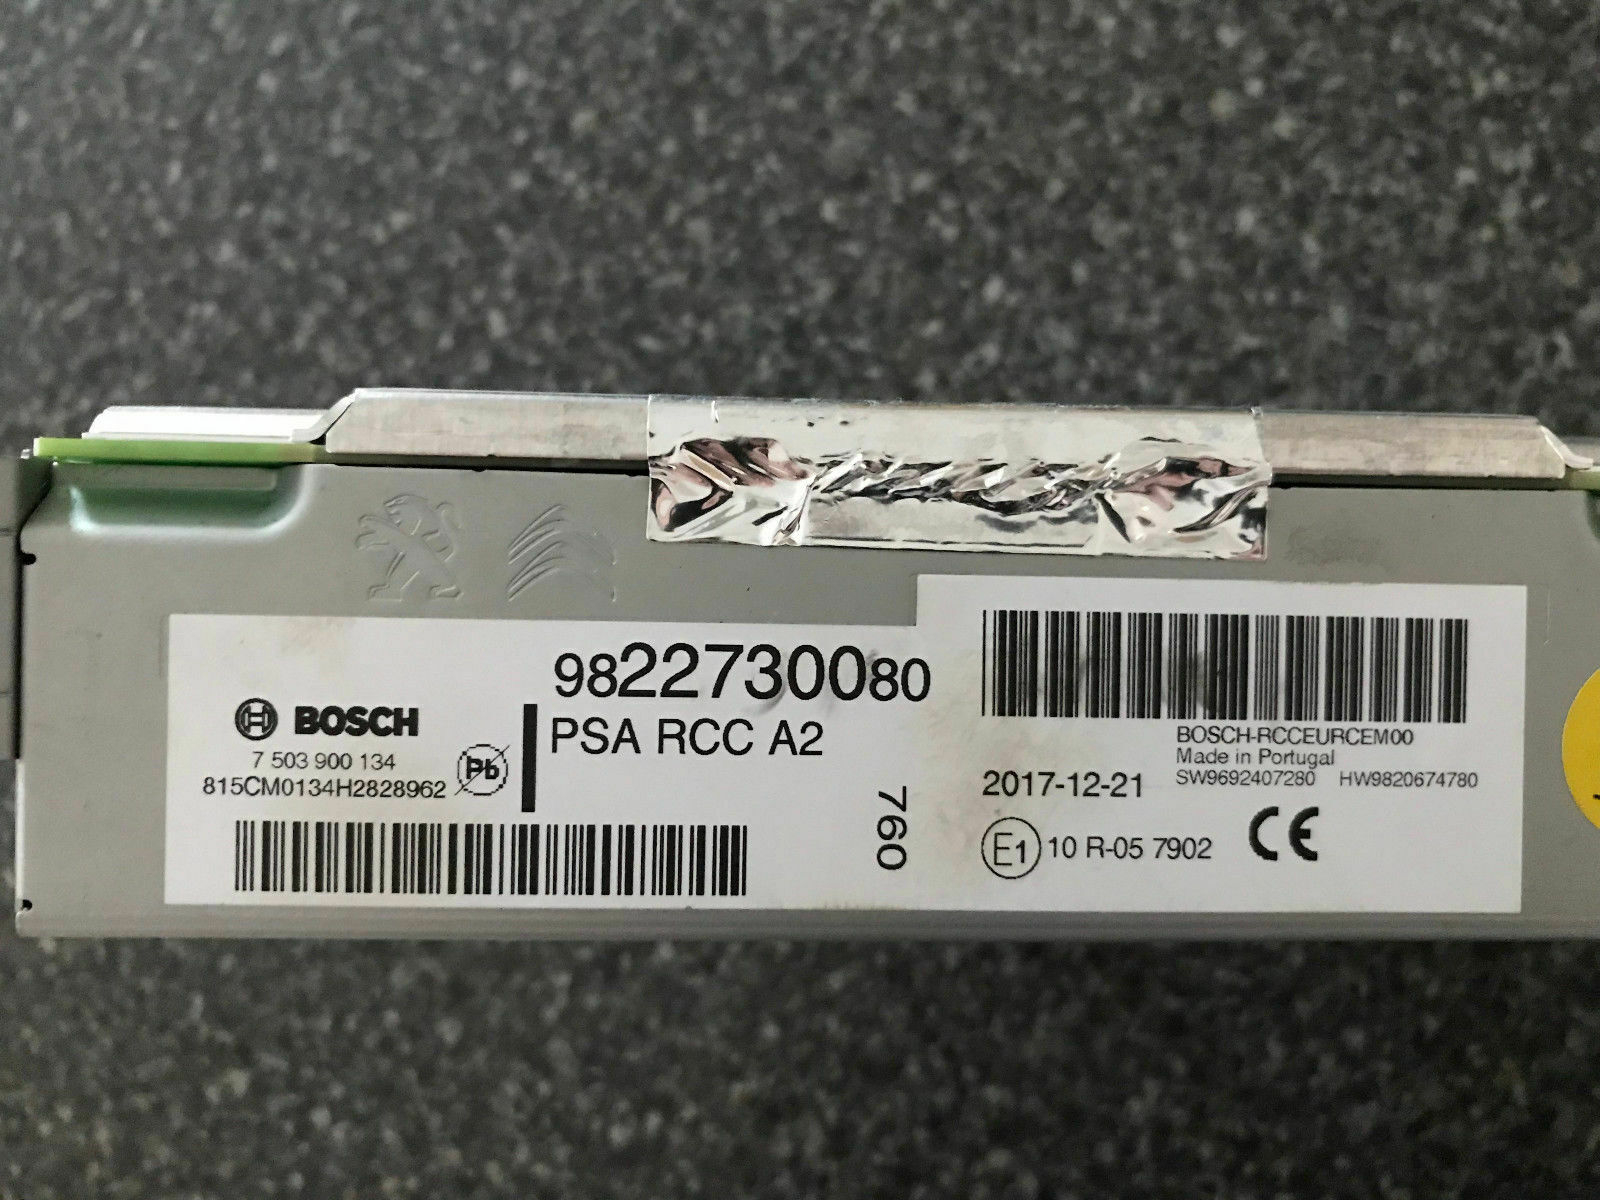 9822730080
PSA RCC A2
BOSCH
7 503 900 134
815CM0134H2828962
Pb
760
BOSCH-RCCEURCEM00
Made in Portugal
2017-12-21
SW9692407280 HW9820674780
E1 10 R-05 7902
CE